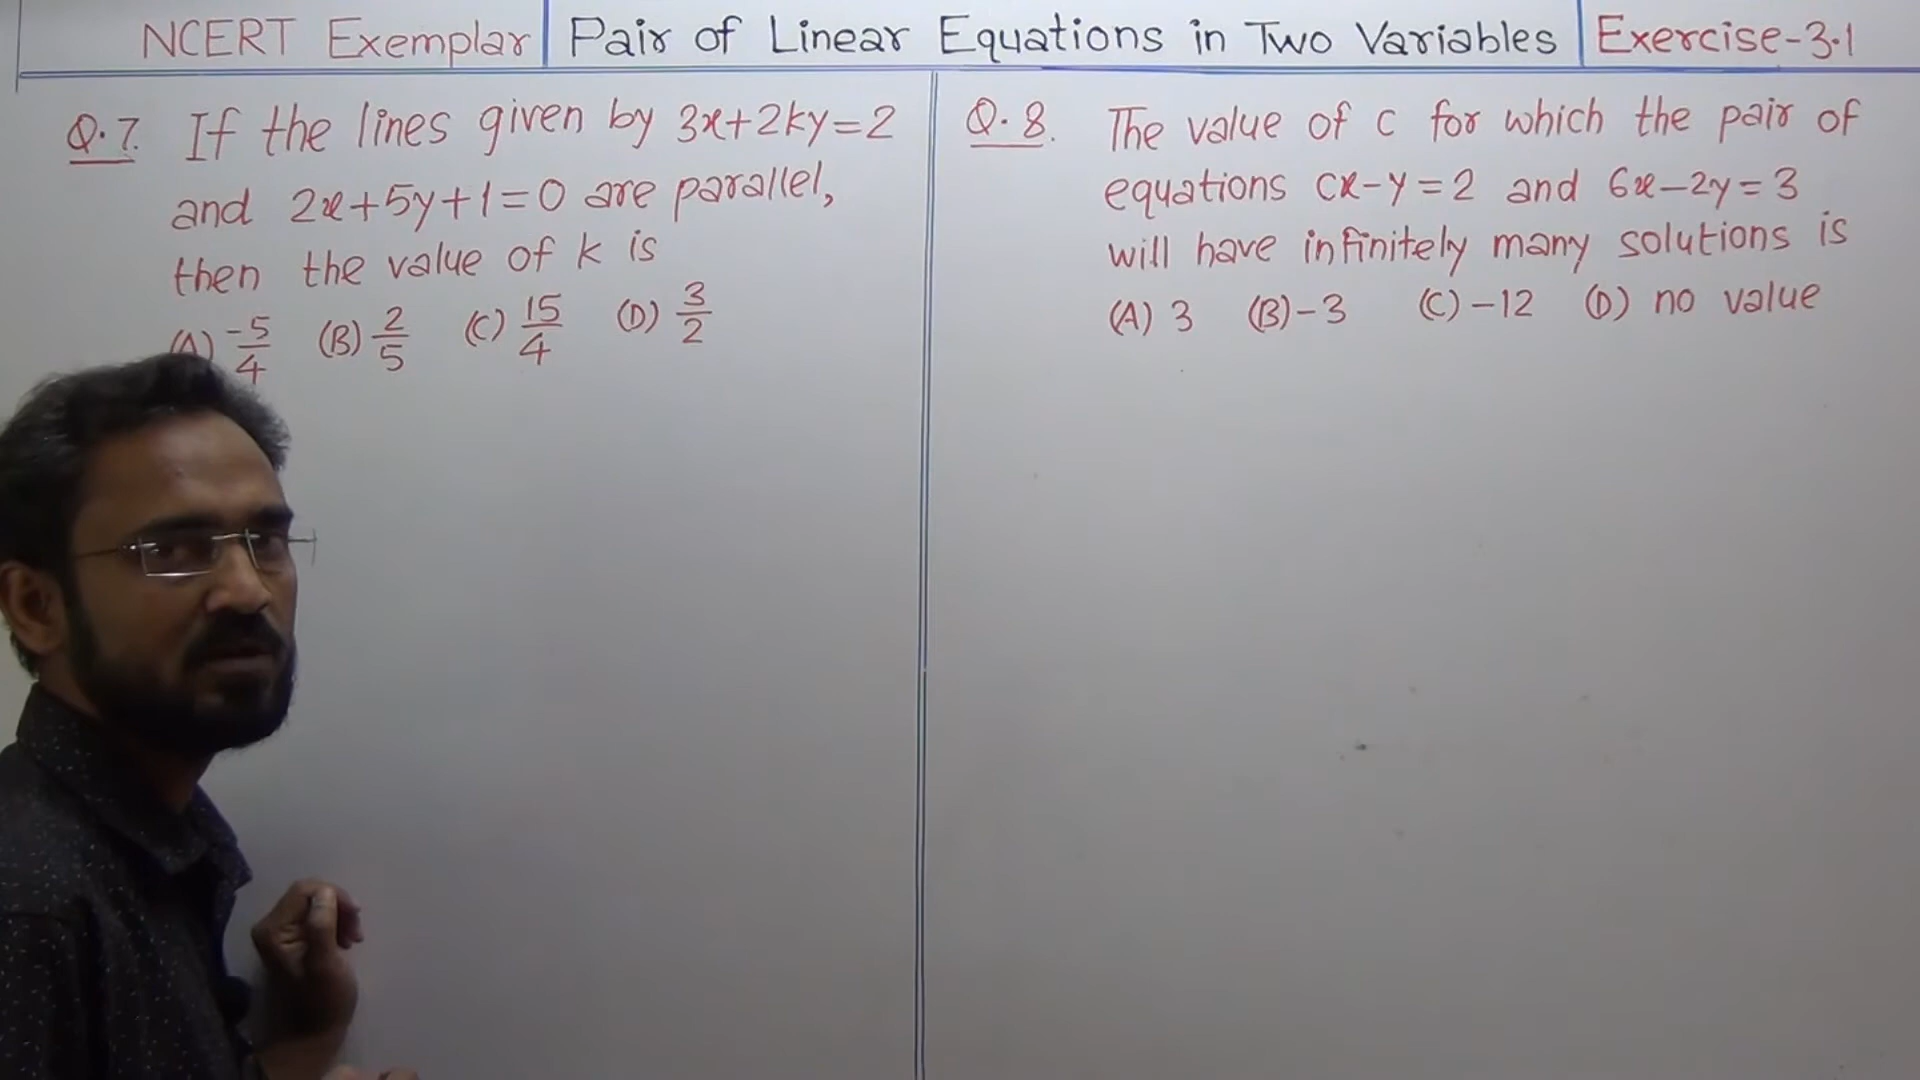 NCERT Exemplar | Pair of Linear Equations in Two Variables | Exercise-3.1
Q.7. If the lines given by 3x+2ky=2
and 2x+5y+1=0 are parallel,
then the value of k is
(A) -5/4 (B) 2/5 (C) 15/4 (D) 3/2
Q.8. The value of c for which the pair of
equations cx-y=2 and 6x-2y=3
will have infinitely many solutions is
(A) 3 (B) -3 (C) -12 (D) no value